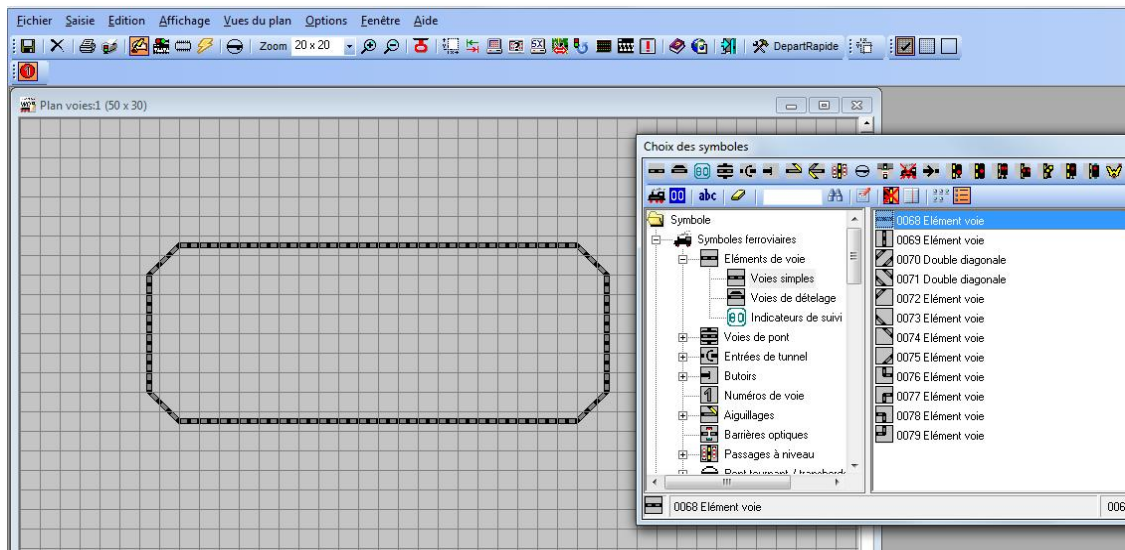 Fichier Saisie Edition Affichage Vues du plan Options Fenêtre Aide
Zoom 20 x 20 DepartRapide
Plan voies:1 (50 x 30)
Choix des symboles
abc
Symbole
Symboles ferroviaires
Eléments de voie
Voies simples
Voies de dételage
Indicateurs de suivi
Voies de pont
Entrées de tunnel
Butoirs
Numéros de voie
Aiguillages
Barrières optiques
Passages à niveau
0068 Elément voie
0069 Elément voie
0070 Double diagonale
0071 Double diagonale
0072 Elément voie
0073 Elément voie
0074 Elément voie
0075 Elément voie
0076 Elément voie
0077 Elément voie
0078 Elément voie
0079 Elément voie
0068 Elément voie
006